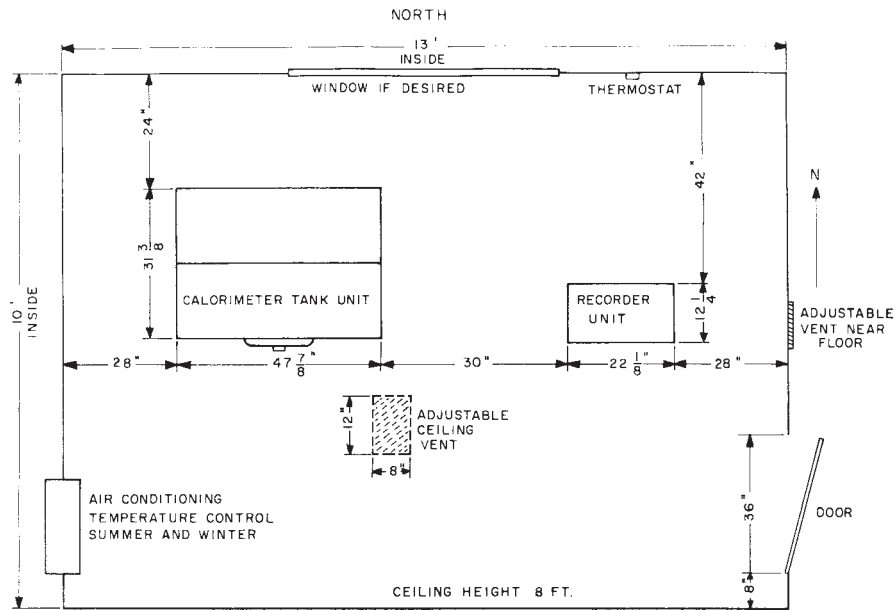 NORTH
13'
INSIDE
WINDOW IF DESIRED
THERMOSTAT
24"
42"
N
31 3/8
CALORIMETER TANK UNIT
RECORDER
UNIT
12 1/4"
ADJUSTABLE
VENT NEAR
FLOOR
10'
INSIDE
28"
47 7/8"
30"
22 1/8"
28"
12"
ADJUSTABLE
CEILING
VENT
8"
AIR CONDITIONING
TEMPERATURE CONTROL
SUMMER AND WINTER
36"
DOOR
8"
CEILING HEIGHT 8 FT.